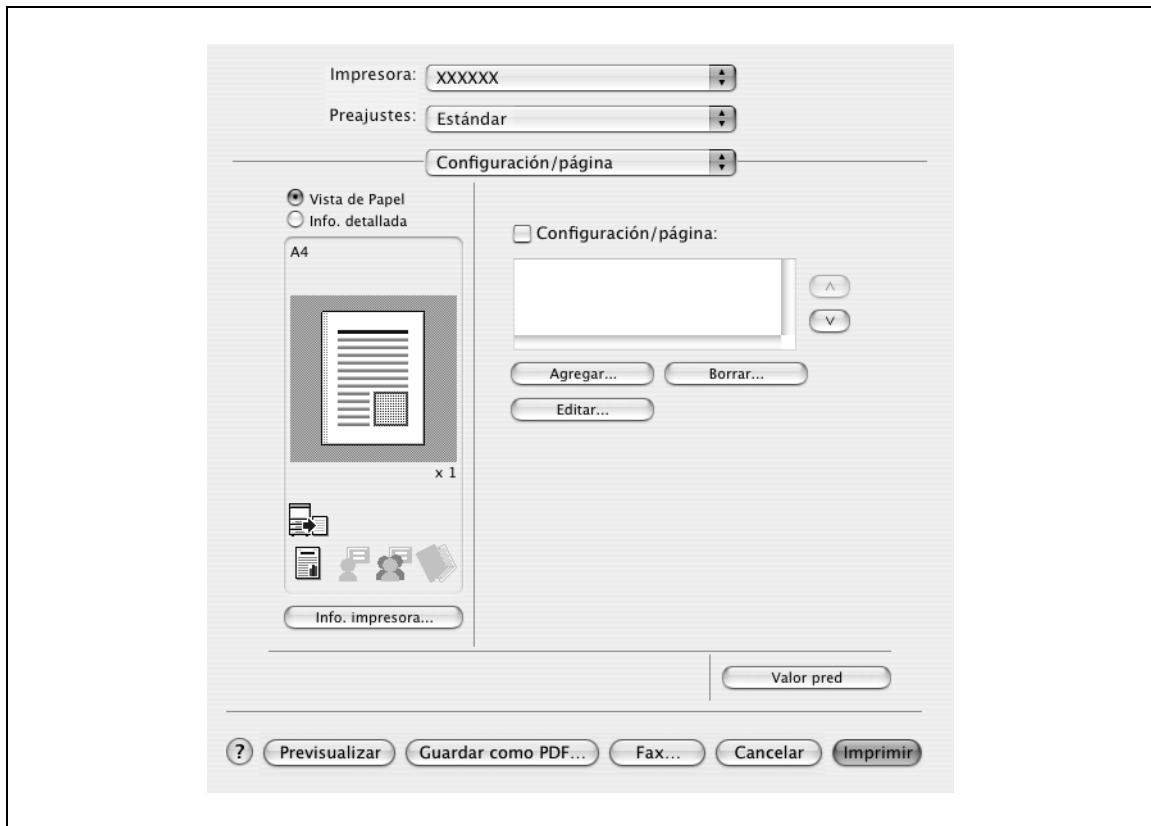 Impresora: XXXXXX
Preajustes: Estándar
Configuración/página
Vista de Papel
Info. detallada
A4
x 1
Info. impresora...
Configuración/página:
Agregar... Borrar...
Editar...
Valor pred
? Previsualizar Guardar como PDF... Fax... Cancelar Imprimir